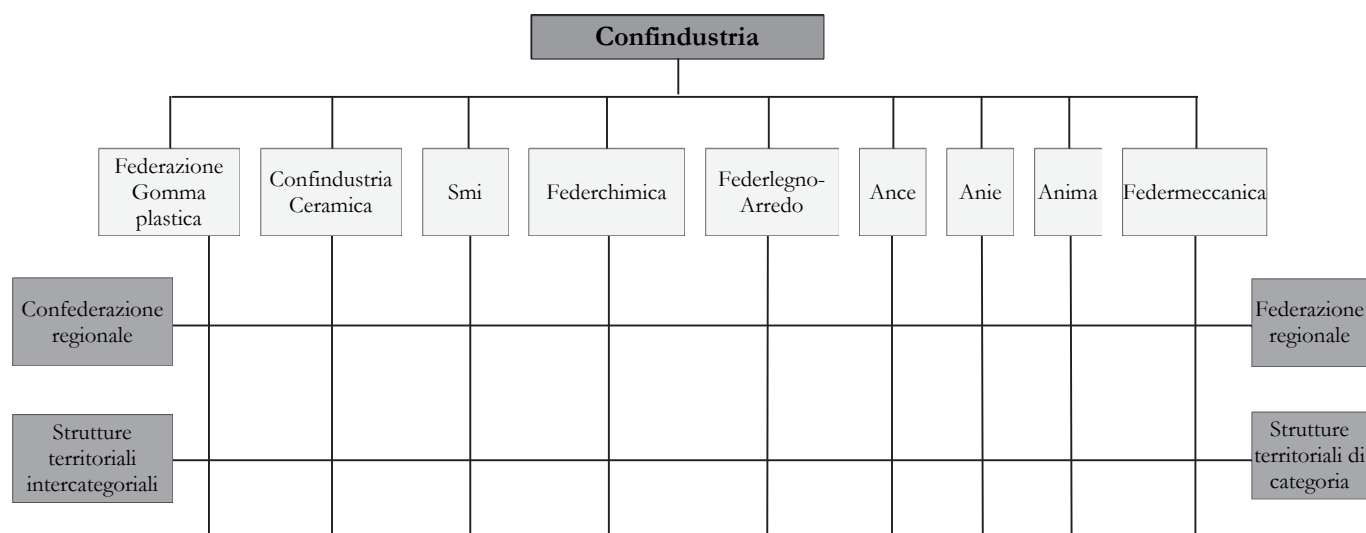 Confindustria
Federazione
Gomma
plastica
Confindustria
Ceramica
Smi
Federchimica
Federlegno-
Arredo
Ance
Anie
Anima
Federmeccanica
Confederazione
regionale
Federazione
regionale
Strutture
territoriali
intercategoriali
Strutture
territoriali di
categoria